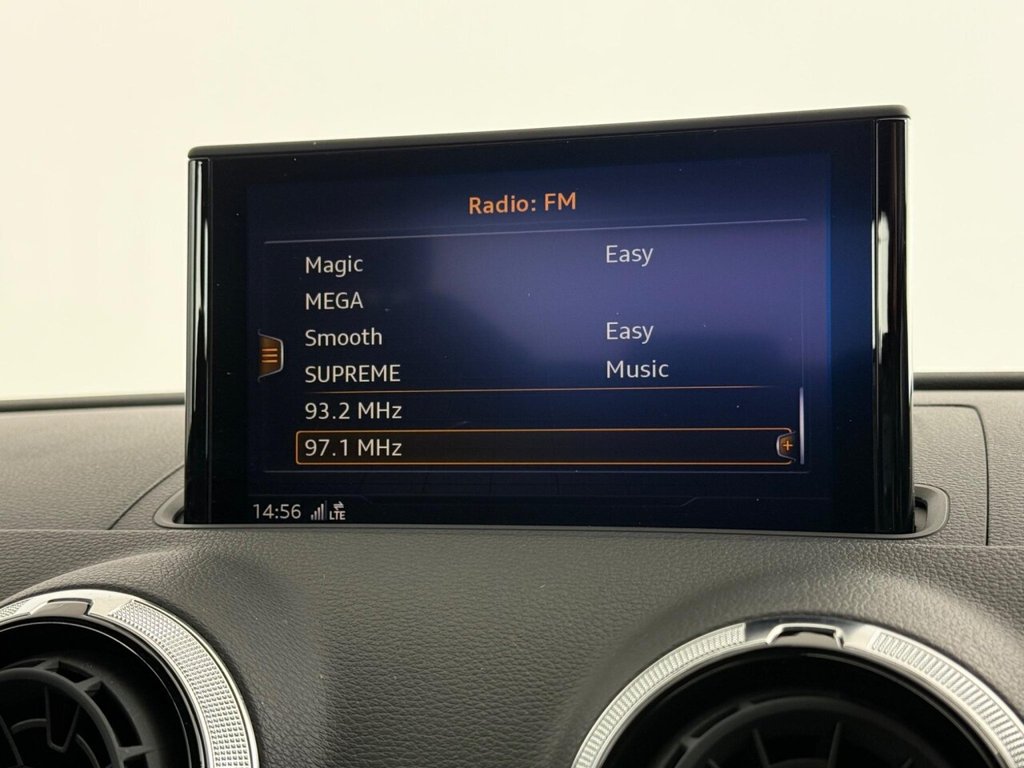 Radio: FM
Magic Easy
MEGA
Smooth Easy
SUPREME Music
93.2 MHz
97.1 MHz +
14:56 LTE